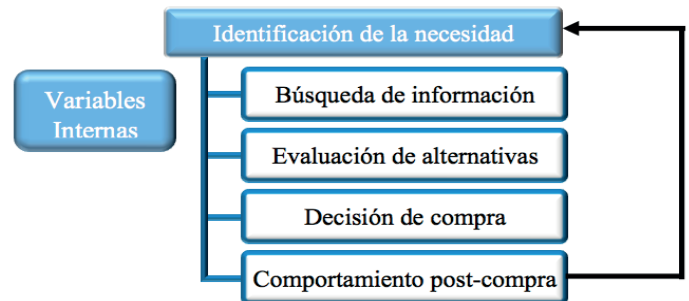 Identificación de la necesidad
Variables
Internas
Búsqueda de información
Evaluación de alternativas
Decisión de compra
Comportamiento post-compra